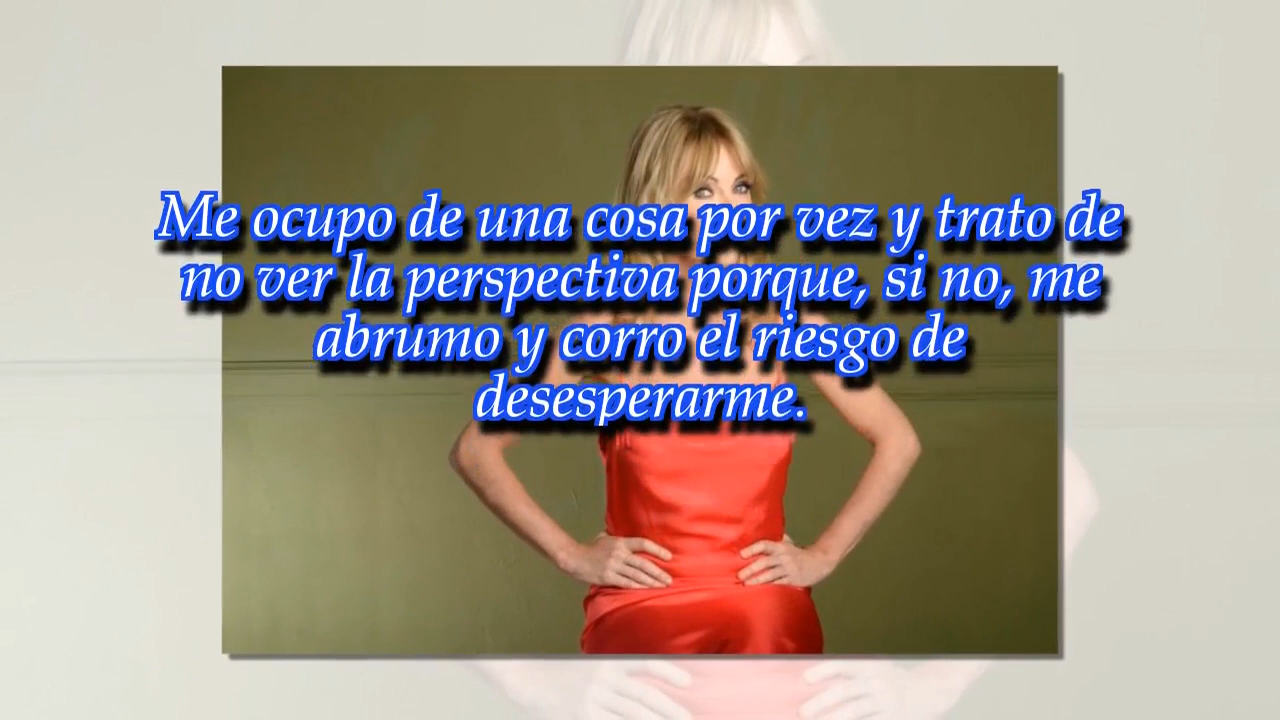 Me ocupo de una cosa por vez y trato de
no ver la perspectiva porque, si no, me
abrumo y corro el riesgo de
desesperarme.